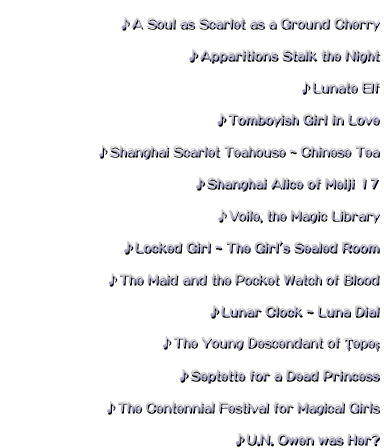 ♪A Soul as Scarlet as a Ground Cherry
♪Apparitions Stalk the Night
♪Lunate Elf
♪Tomboyish Girl in Love
♪Shanghai Scarlet Teahouse ~ Chinese Tea
♪Shanghai Alice of Meiji 17
♪Voile, the Magic Library
♪Locked Girl ~ The Girl's Sealed Room
♪The Maid and the Pocket Watch of Blood
♪Lunar Clock ~ Luna Dial
♪The Young Descendant of Ţepeş
♪Septette for a Dead Princess
♪The Centennial Festival for Magical Girls
♪U.N. Owen was Her?